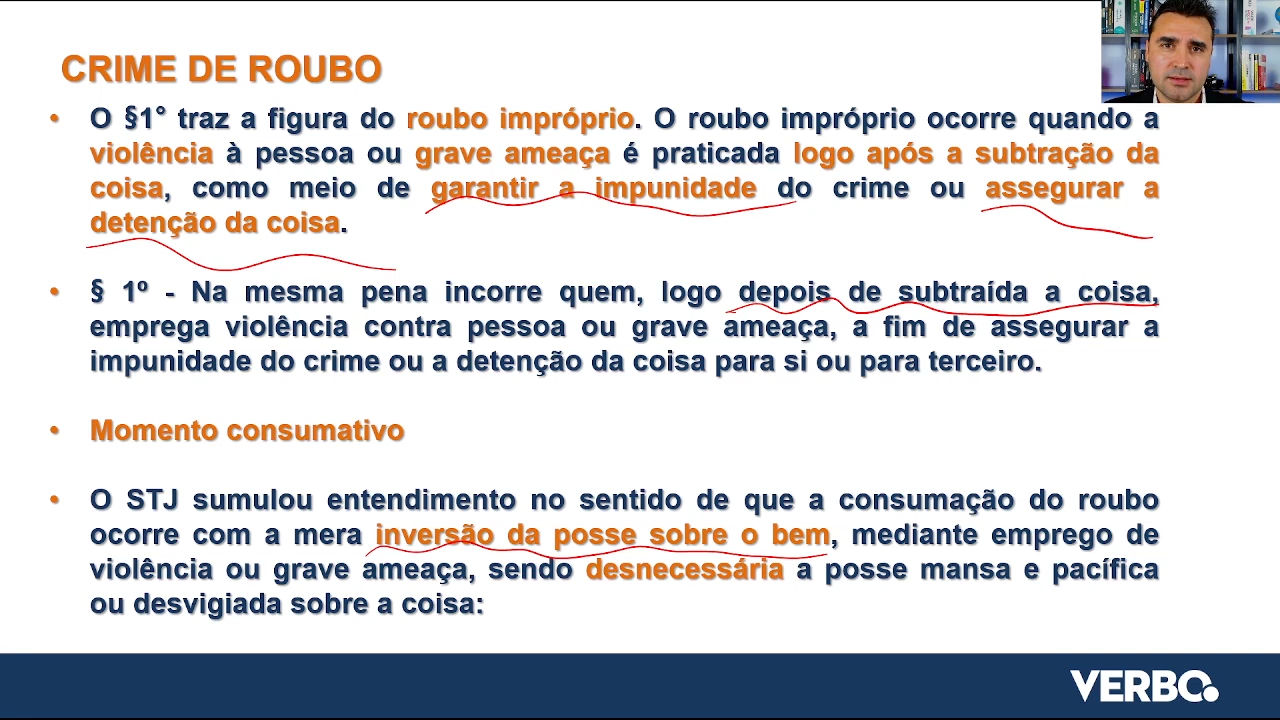 CRIME DE ROUBO
• O §1° traz a figura do roubo impróprio. O roubo impróprio ocorre quando a
violência à pessoa ou grave ameaça é praticada logo após a subtração da
coisa, como meio de garantir a impunidade do crime ou assegurar a
detenção da coisa.
• § 1º - Na mesma pena incorre quem, logo depois de subtraída a coisa,
emprega violência contra pessoa ou grave ameaça, a fim de assegurar a
impunidade do crime ou a detenção da coisa para si ou para terceiro.
• Momento consumativo
• O STJ sumulou entendimento no sentido de que a consumação do roubo
ocorre com a mera inversão da posse sobre o bem, mediante emprego de
violência ou grave ameaça, sendo desnecessária a posse mansa e pacífica
ou desvigiada sobre a coisa:
VERBO